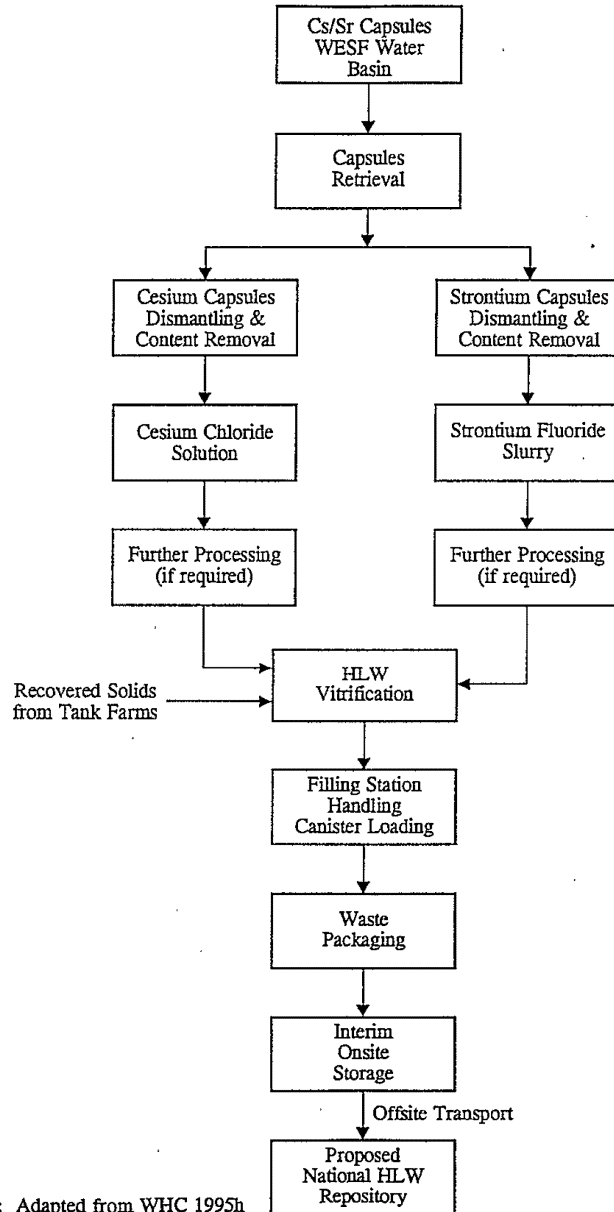 Cs/Sr Capsules
WESF Water
Basin
Capsules
Retrieval
Cesium Capsules
Dismantling &
Content Removal
Strontium Capsules
Dismantling &
Content Removal
Cesium Chloride
Solution
Strontium Fluoride
Slurry
Further Processing
(if required)
Further Processing
(if required)
Recovered Solids
from Tank Farms
HLW
Vitrification
Filling Station
Handling
Canister Loading
Waste
Packaging
Interim
Onsite
Storage
Offsite Transport
Proposed
National HLW
Repository
: Adapted from WHC 1995h